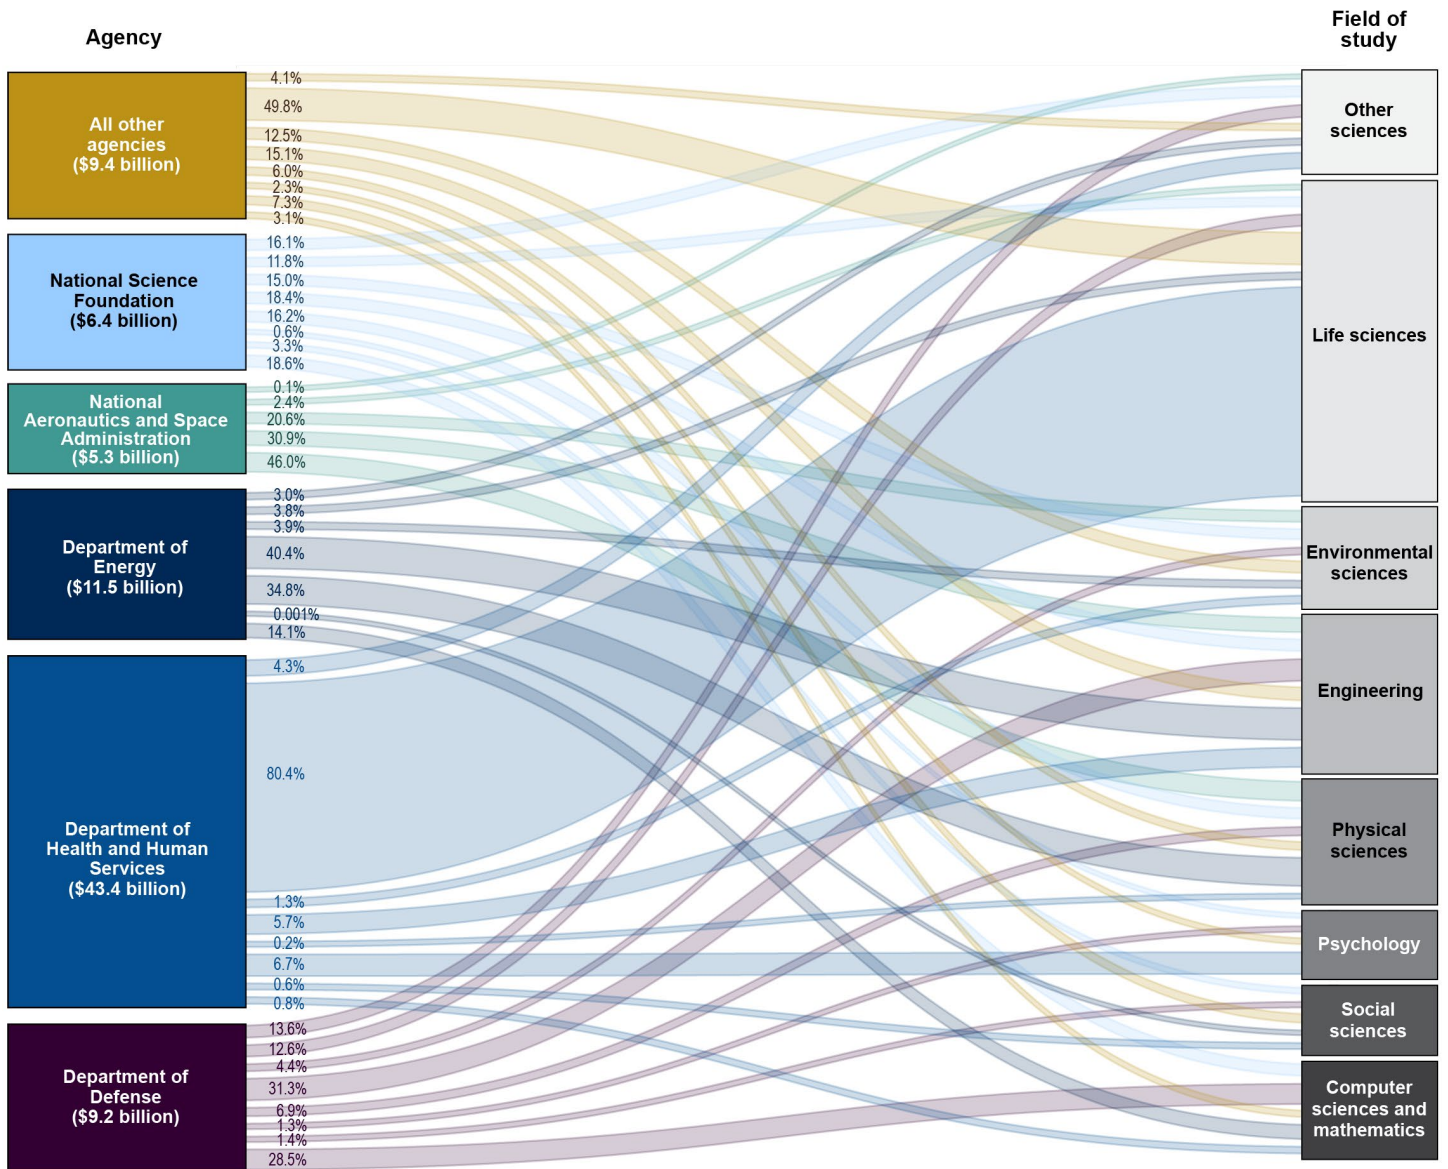 Agency
Field of
study
All other
agencies
($9.4 billion)
4.1%
49.8%
12.5%
15.1%
6.0%
2.3%
7.3%
3.1%
National Science
Foundation
($6.4 billion)
16.1%
11.8%
15.0%
18.4%
16.2%
0.6%
3.3%
18.6%
National
Aeronautics and Space
Administration
($5.3 billion)
0.1%
2.4%
20.6%
30.9%
46.0%
Department of
Energy
($11.5 billion)
3.0%
3.8%
3.9%
40.4%
34.8%
0.001%
14.1%
Department of
Health and Human
Services
($43.4 billion)
4.3%
80.4%
1.3%
5.7%
0.2%
6.7%
0.6%
0.8%
Department of
Defense
($9.2 billion)
13.6%
12.6%
4.4%
31.3%
6.9%
1.3%
1.4%
28.5%
Other
sciences
Life sciences
Environmental
sciences
Engineering
Physical
sciences
Psychology
Social
sciences
Computer
sciences and
mathematics